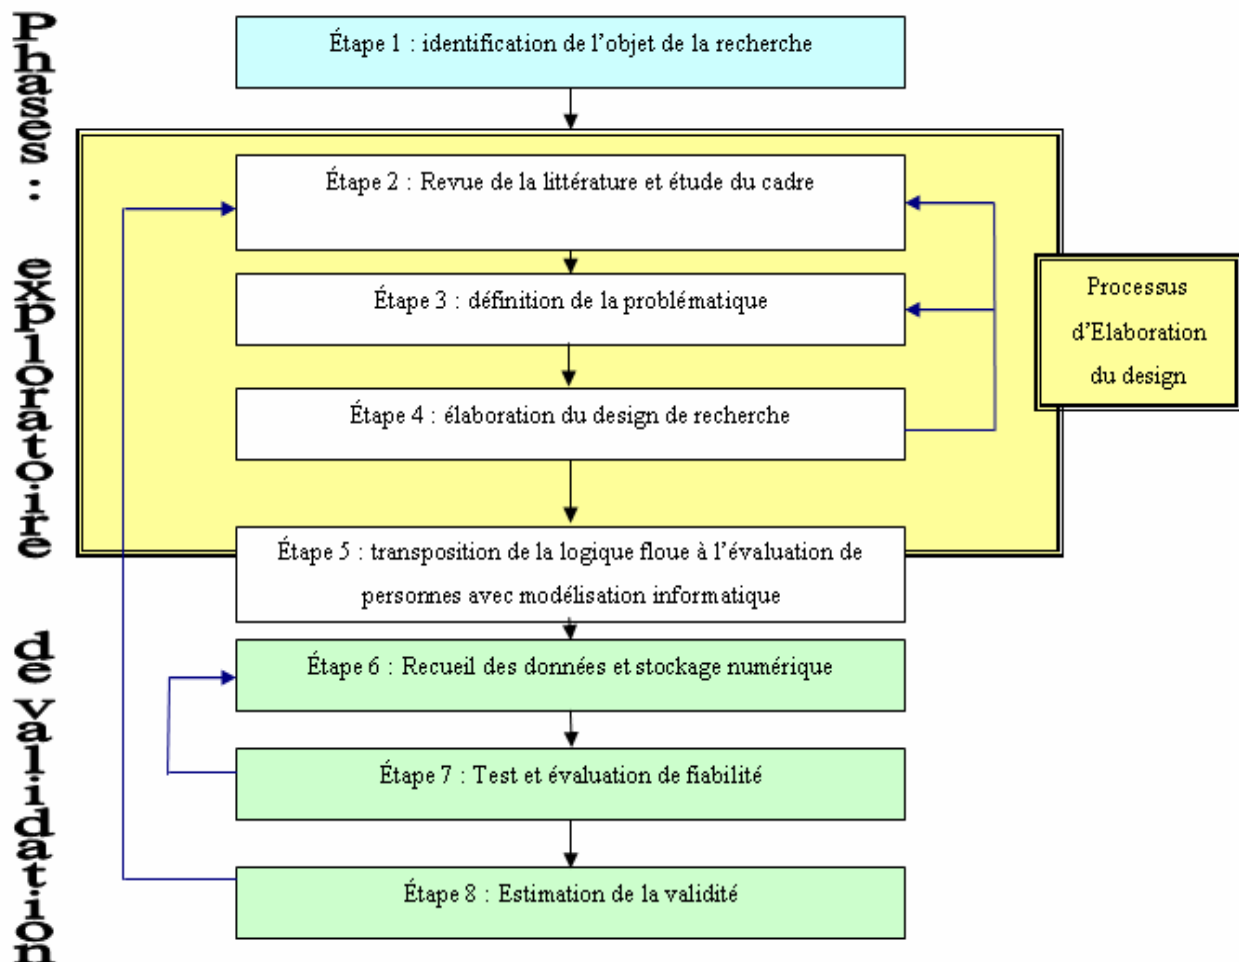 Phases : exploratoire de validation
Étape 1 : identification de l'objet de la recherche
Étape 2 : Revue de la littérature et étude du cadre
Étape 3 : définition de la problématique
Étape 4 : élaboration du design de recherche
Processus
d'Elaboration
du design
Étape 5 : transposition de la logique floue à l'évaluation de
personnes avec modélisation informatique
Étape 6 : Recueil des données et stockage numérique
Étape 7 : Test et évaluation de fiabilité
Étape 8 : Estimation de la validité